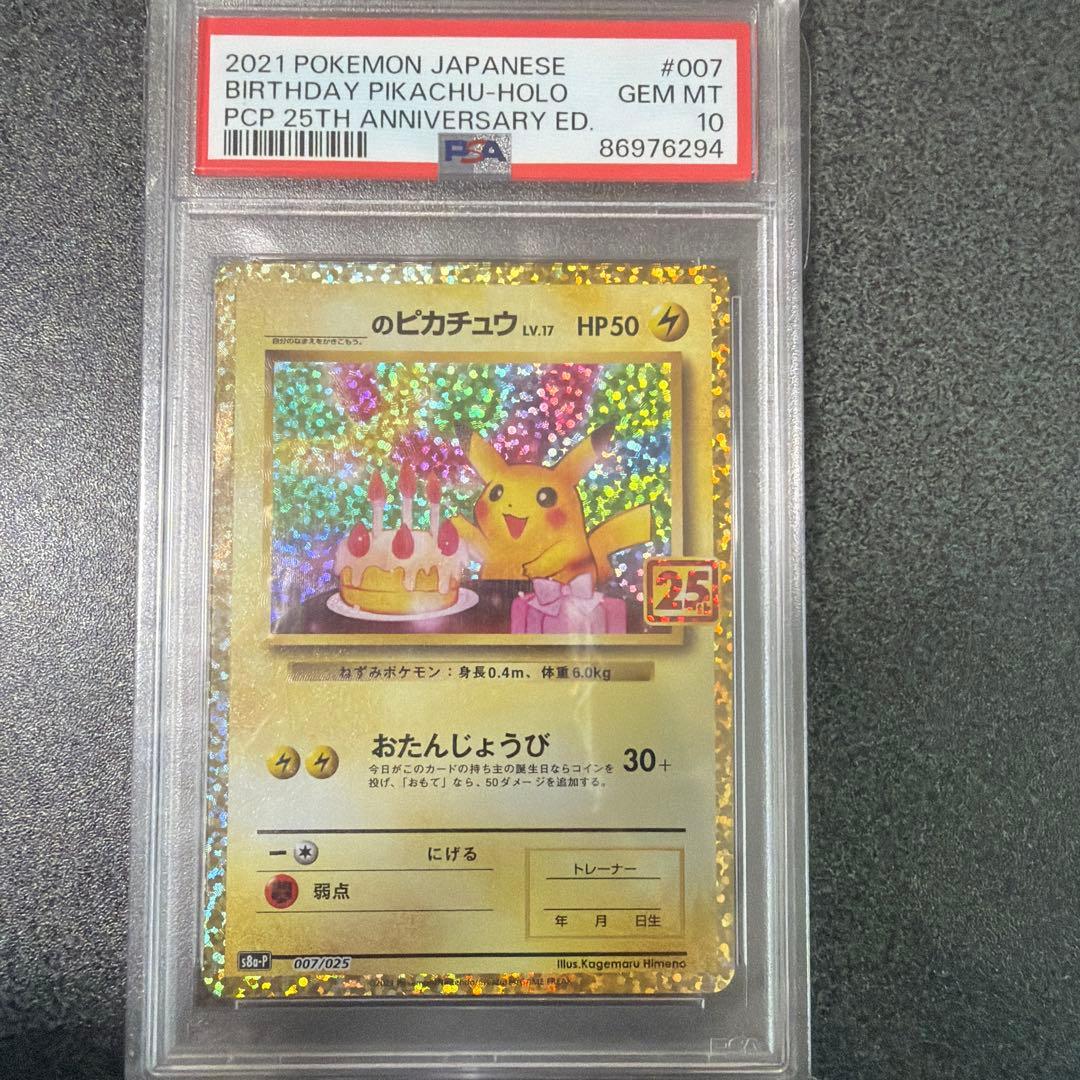 2021 POKEMON JAPANESE #007
BIRTHDAY PIKACHU-HOLO GEM MT
PCP 25TH ANNIVERSARY ED. 10
PSA 86976294
のピカチュウ LV.17 HP50
自分のなまえをかきこもう。
25th
ねずみポケモン：身長0.4m、体重6.0kg
おたんじょうび 30+
今日がこのカードの持ち主の誕生日ならコインを
投げ、「おもて」なら、50ダメージを追加する。
にげる
弱点
トレーナー
年 月 日生
s8a-P 007/025 Illus.Kagemaru Himeno
PSA